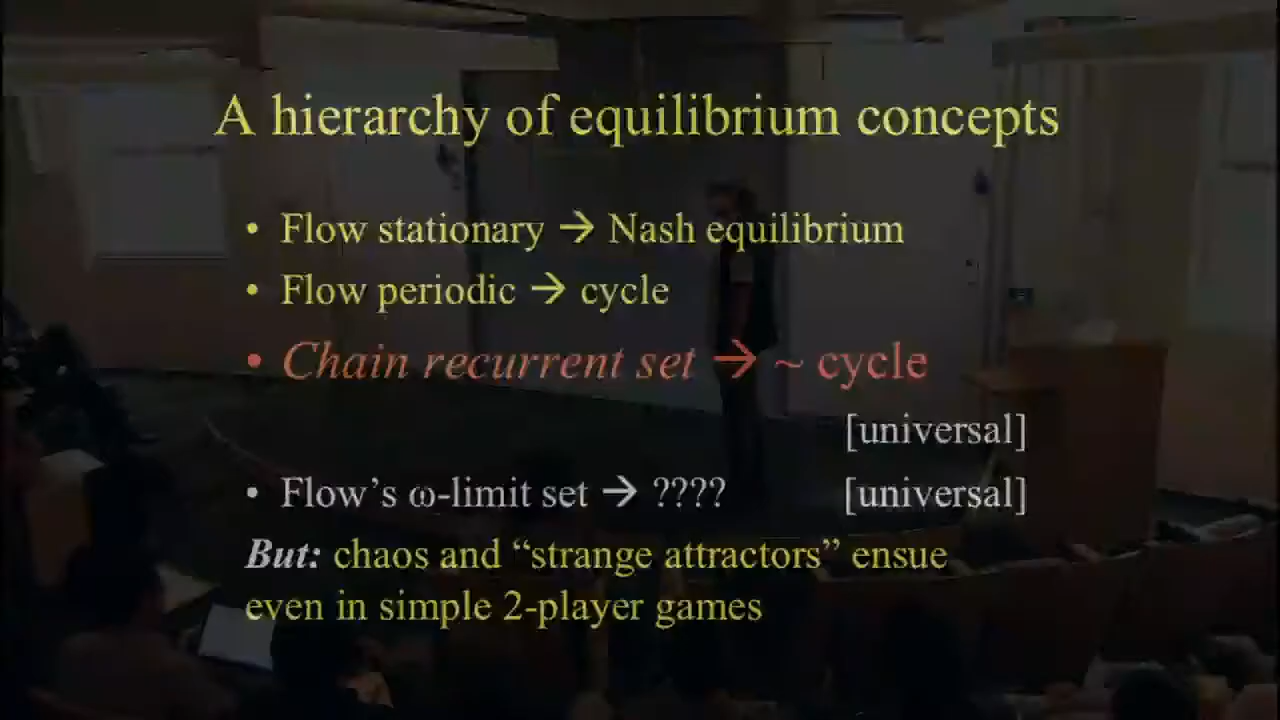 A hierarchy of equilibrium concepts
• Flow stationary → Nash equilibrium
• Flow periodic → cycle
• Chain recurrent set → ~ cycle
[universal]
• Flow’s ω-limit set → ???? [universal]
But: chaos and “strange attractors” ensue
even in simple 2-player games